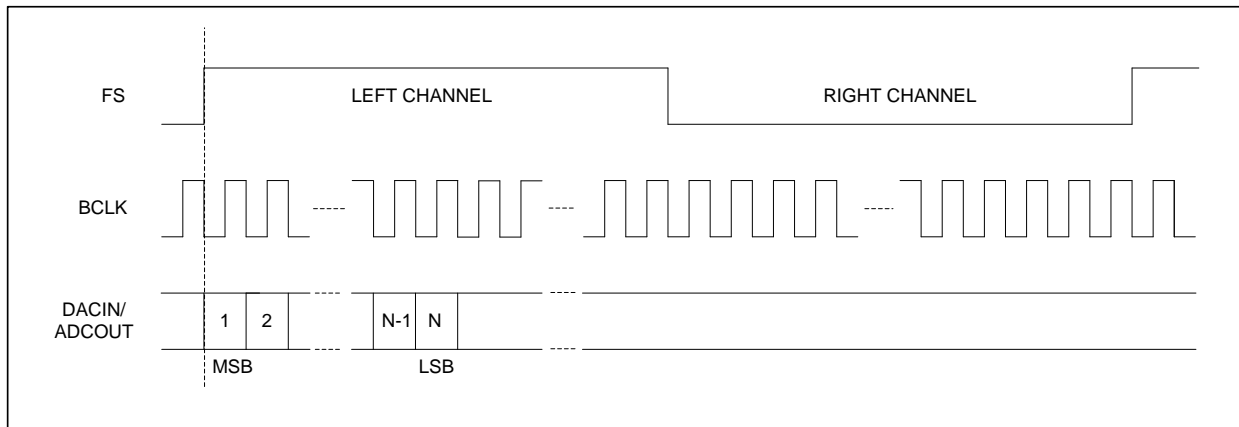 FS
LEFT CHANNEL
RIGHT CHANNEL
BCLK
DACIN/
ADCOUT
1
2
N-1
N
MSB
LSB